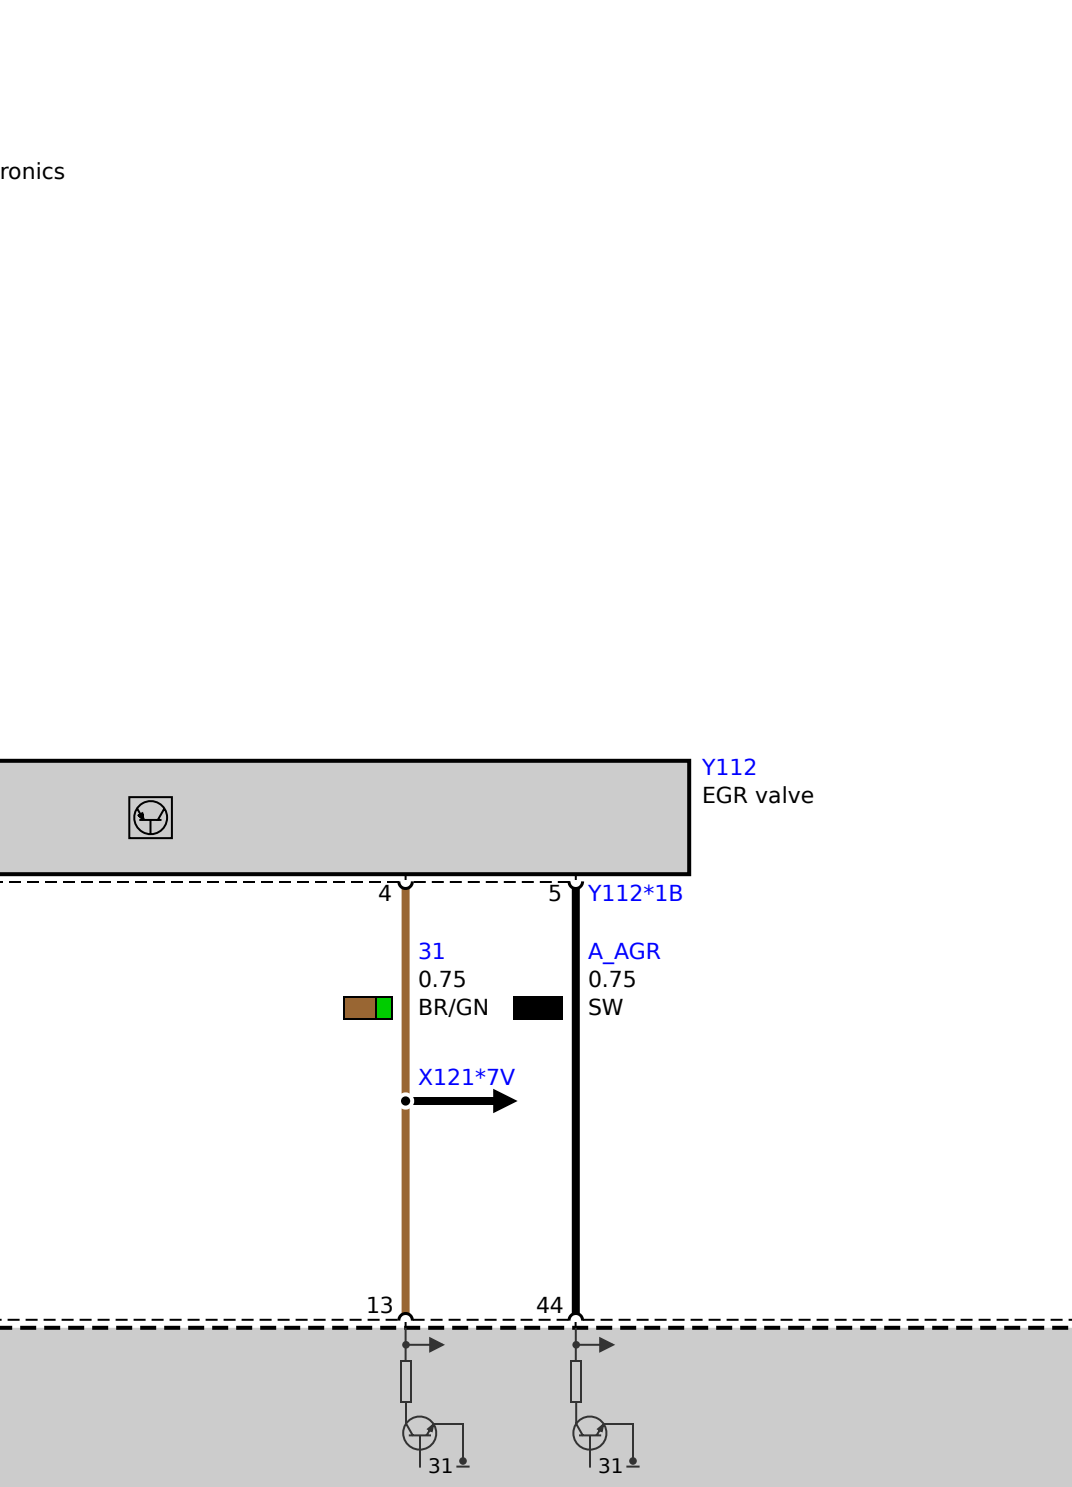 ronics
Y112
EGR valve
4
5
Y112*1B
31
0.75
BR/GN
A_AGR
0.75
SW
X121*7V
13
44
31
31